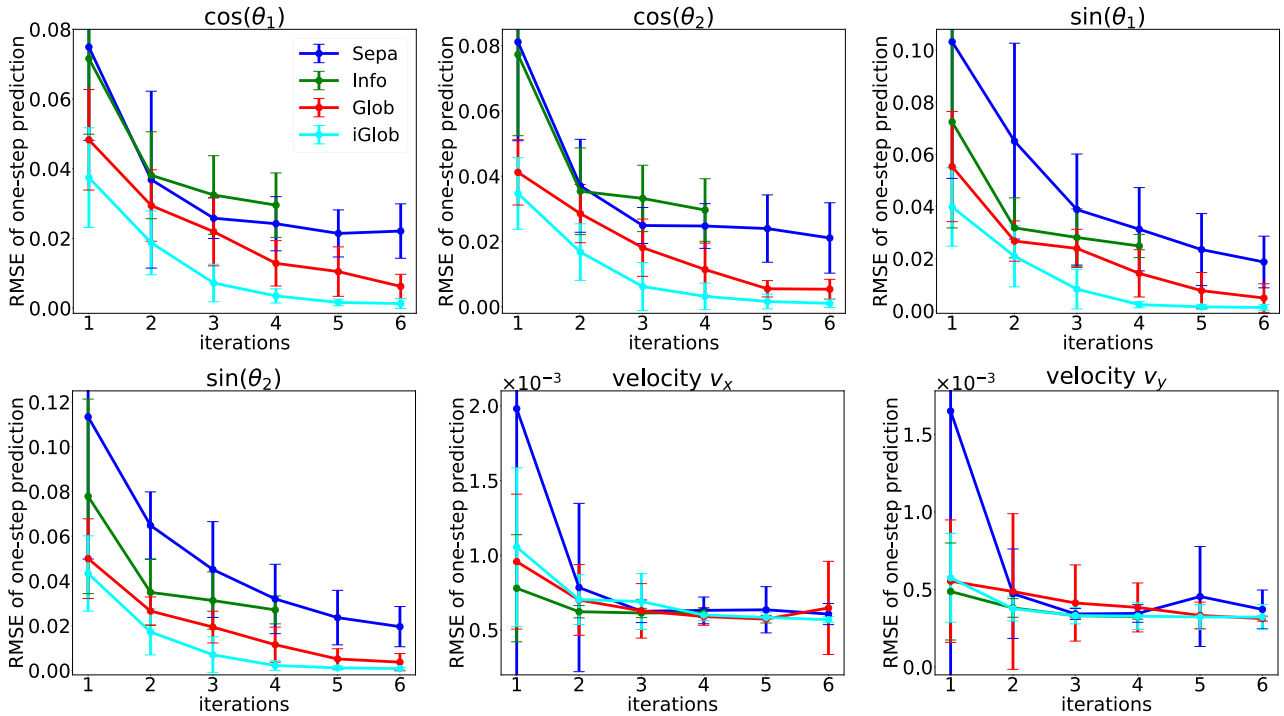 cos(θ1)
RMSE of one-step prediction
0.08
0.06
0.04
0.02
0.00
1 2 3 4 5 6
iterations
Sepa
Info
Glob
iGlob
cos(θ2)
RMSE of one-step prediction
0.08
0.06
0.04
0.02
0.00
1 2 3 4 5 6
iterations
sin(θ1)
RMSE of one-step prediction
0.10
0.08
0.06
0.04
0.02
0.00
1 2 3 4 5 6
iterations
sin(θ2)
RMSE of one-step prediction
0.12
0.10
0.08
0.06
0.04
0.02
0.00
1 2 3 4 5 6
iterations
×10⁻³ velocity vx
RMSE of one-step prediction
2.0
1.5
1.0
0.5
1 2 3 4 5 6
iterations
×10⁻³ velocity vy
RMSE of one-step prediction
1.5
1.0
0.5
0.0
1 2 3 4 5 6
iterations